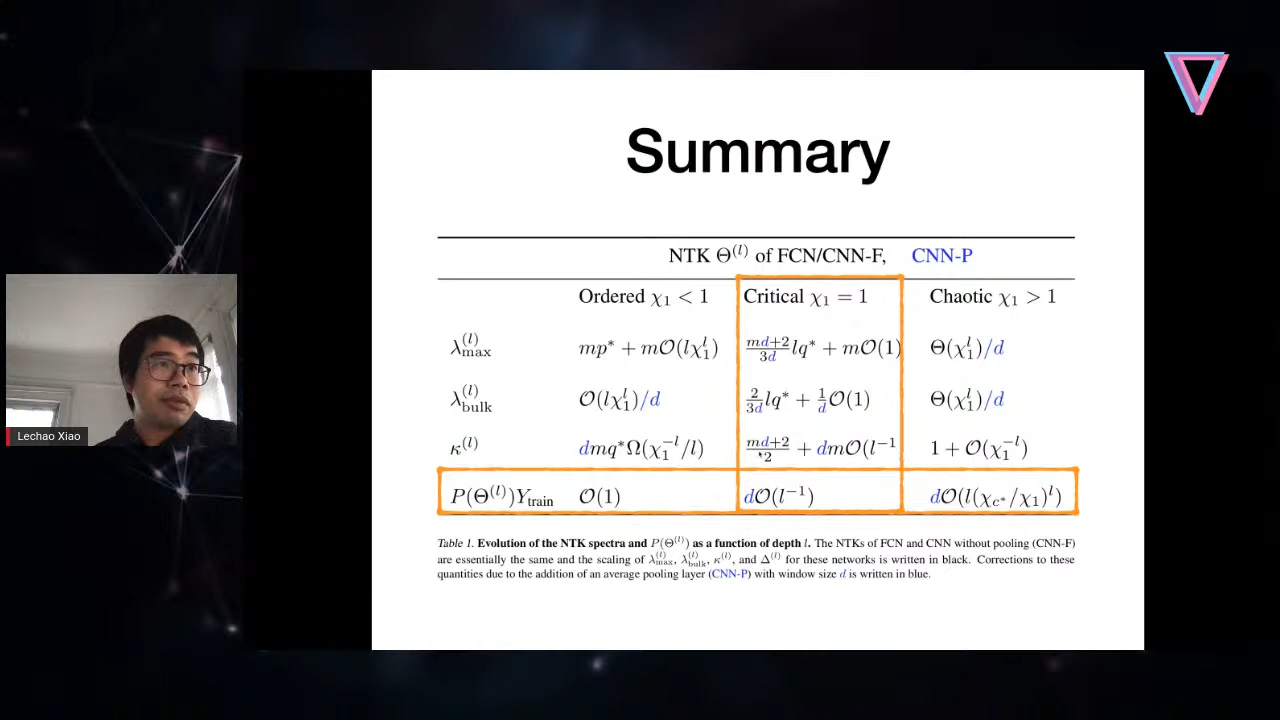 Summary
NTK Θ^(l) of FCN/CNN-F, CNN-P
Ordered χ₁ < 1 Critical χ₁ = 1 Chaotic χ₁ > 1
λ_max^(l) mp* + mO(lχ₁^l) (md+2)/(3d) lq* + mO(1) Θ(χ₁^l)/d
λ_bulk^(l) O(lχ₁^l)/d 2/(3d) lq* + 1/d O(1) Θ(χ₁^l)/d
κ^(l) dmq*Ω(χ₁^-l/l) (md+2)/2 + dmO(l^-1 1 + O(χ₁^-l)
P(Θ^(l))Y_train O(1) dO(l^-1) dO(l(χ_c*/χ₁)^l)
Table 1. Evolution of the NTK spectra and P(Θ^(l)) as a function of depth l. The NTKs of FCN and CNN without pooling (CNN-F)
are essentially the same and the scaling of λ_max^(l), λ_bulk^(l), κ^(l), and Δ^(l) for these networks is written in black. Corrections to these
quantities due to the addition of an average pooling layer (CNN-P) with window size d is written in blue.
Lechao Xiao